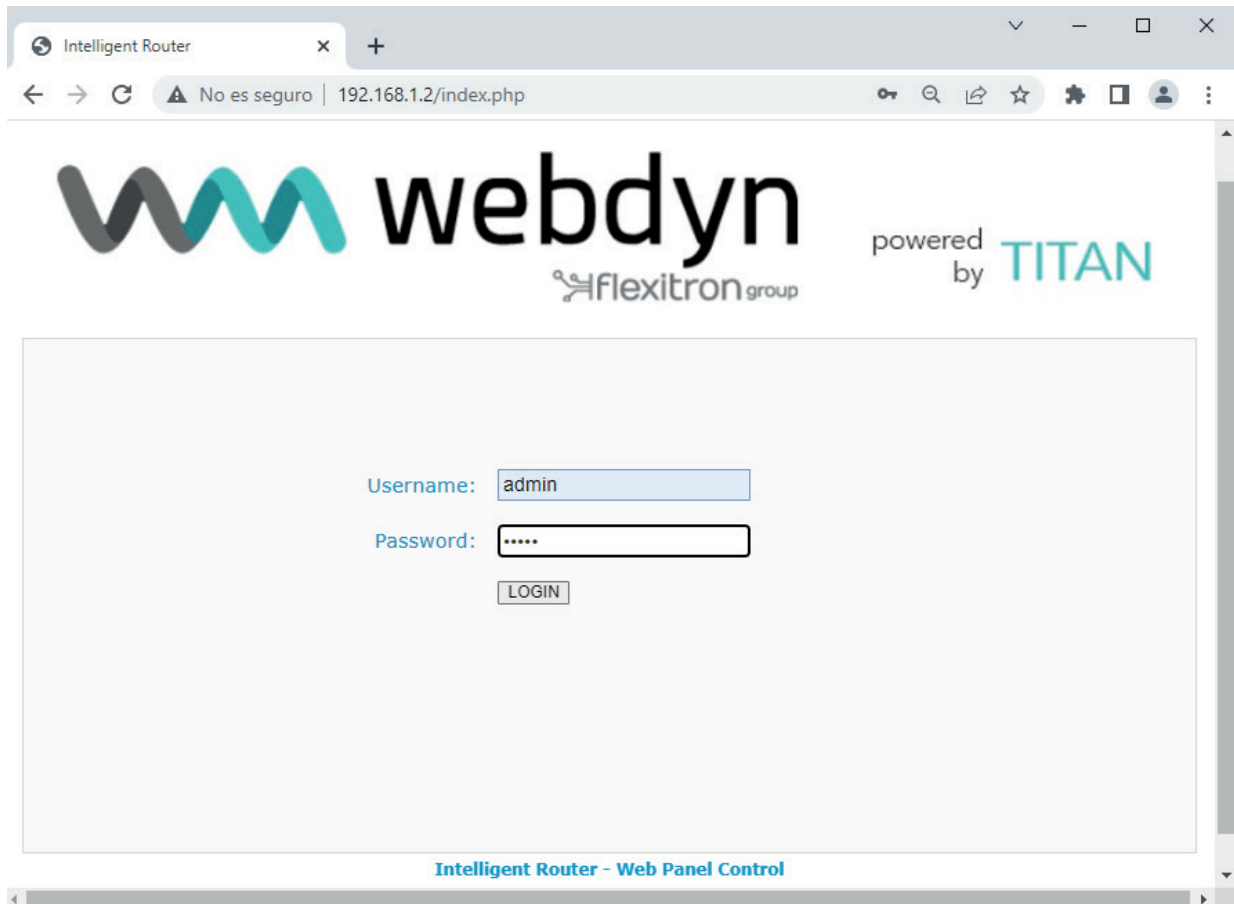 Intelligent Router
No es seguro | 192.168.1.2/index.php
webdyn
flexitron group
powered
by TITAN
Username: admin
Password: •••••
LOGIN
Intelligent Router - Web Panel Control